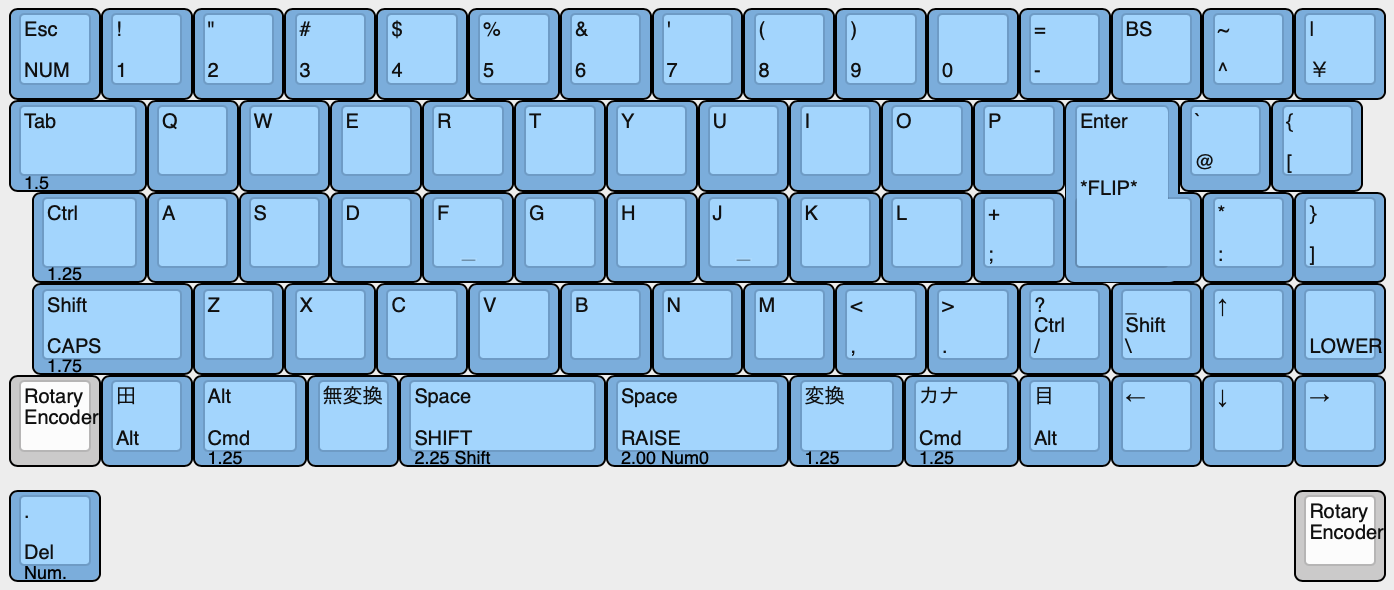 Esc ! " # $ % & ' ( ) = BS ~ |
NUM 1 2 3 4 5 6 7 8 9 0 - ^ ¥
Tab Q W E R T Y U I O P Enter ` {
@ [
1.5 *FLIP*
Ctrl A S D F G H J K L + * }
_ _ ; : ]
1.25
Shift Z X C V B N M < > ? _ ↑
Ctrl Shift
CAPS , . / \ LOWER
1.75
Rotary 田 Alt 無変換 Space Space 変換 カナ 目 ← ↓ →
Encoder
Alt Cmd SHIFT RAISE Cmd Alt
1.25 2.25 Shift 2.00 Num0 1.25 1.25
. Rotary
Encoder
Del
Num.